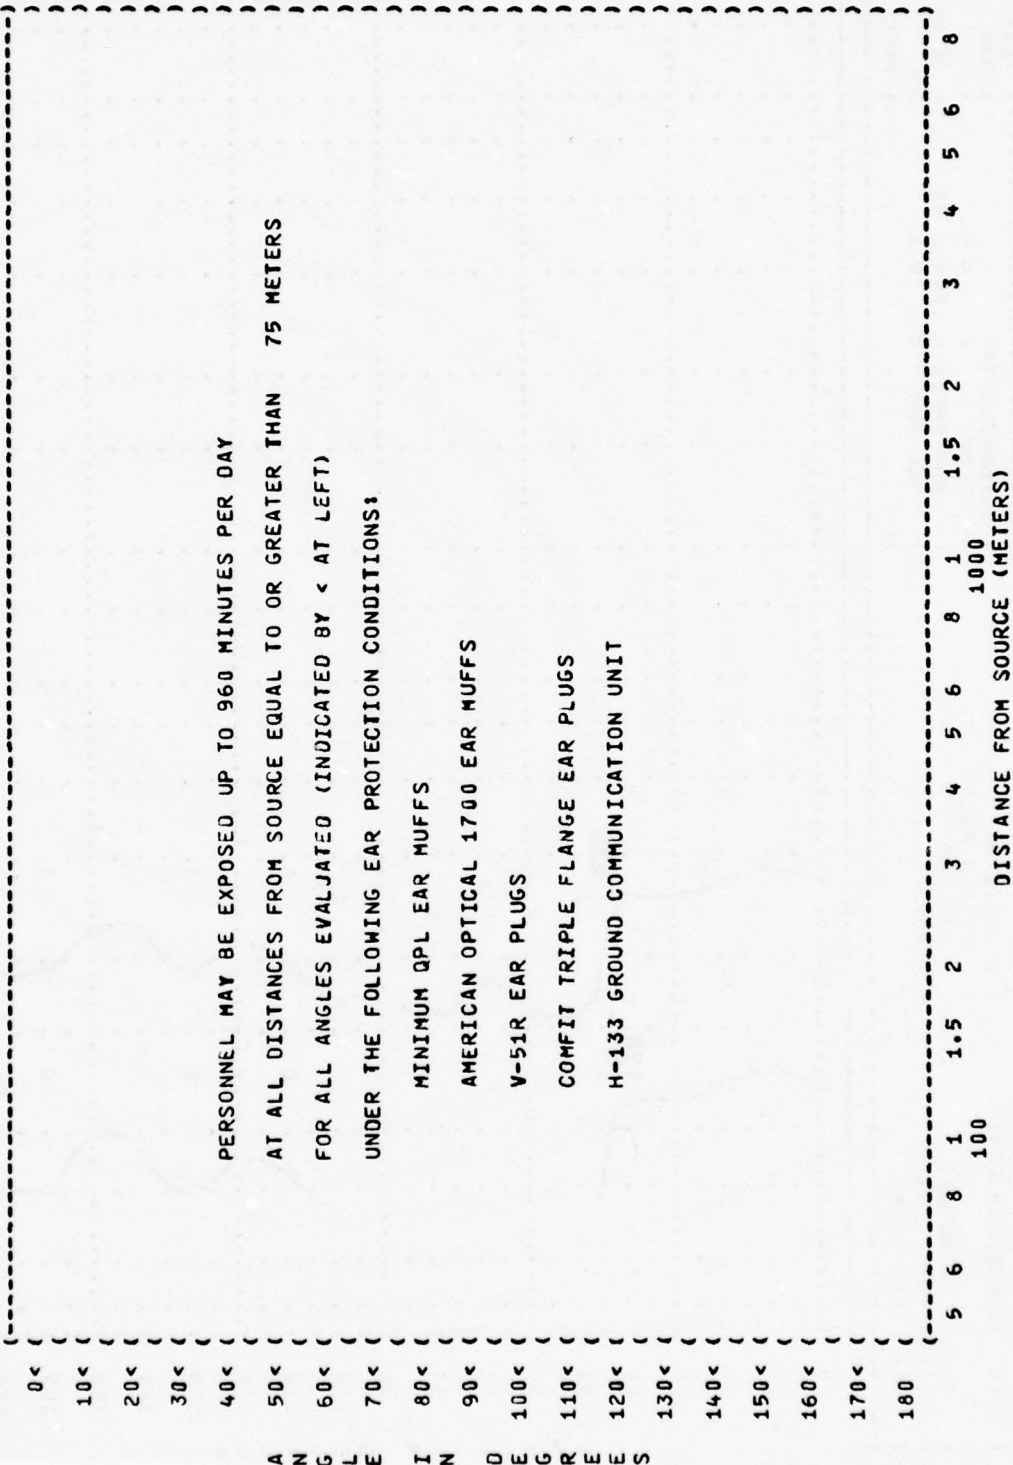 0<
10<
20<
30<
40< PERSONNEL MAY BE EXPOSED UP TO 960 MINUTES PER DAY
50< AT ALL DISTANCES FROM SOURCE EQUAL TO OR GREATER THAN 75 METERS
60< FOR ALL ANGLES EVALUATED (INDICATED BY < AT LEFT)
70< UNDER THE FOLLOWING EAR PROTECTION CONDITIONS:
80< MINIMUM QPL EAR MUFFS
90< AMERICAN OPTICAL 1700 EAR MUFFS
100< V-51R EAR PLUGS
110< COMFIT TRIPLE FLANGE EAR PLUGS
120< H-133 GROUND COMMUNICATION UNIT
130<
140<
150<
160<
170<
180
ANGLE IN DEGREES
5 6 8 1 1.5 2 3 4 5 6 8 1 1.5 2 3 4 5 6 8
100 1000
DISTANCE FROM SOURCE (METERS)